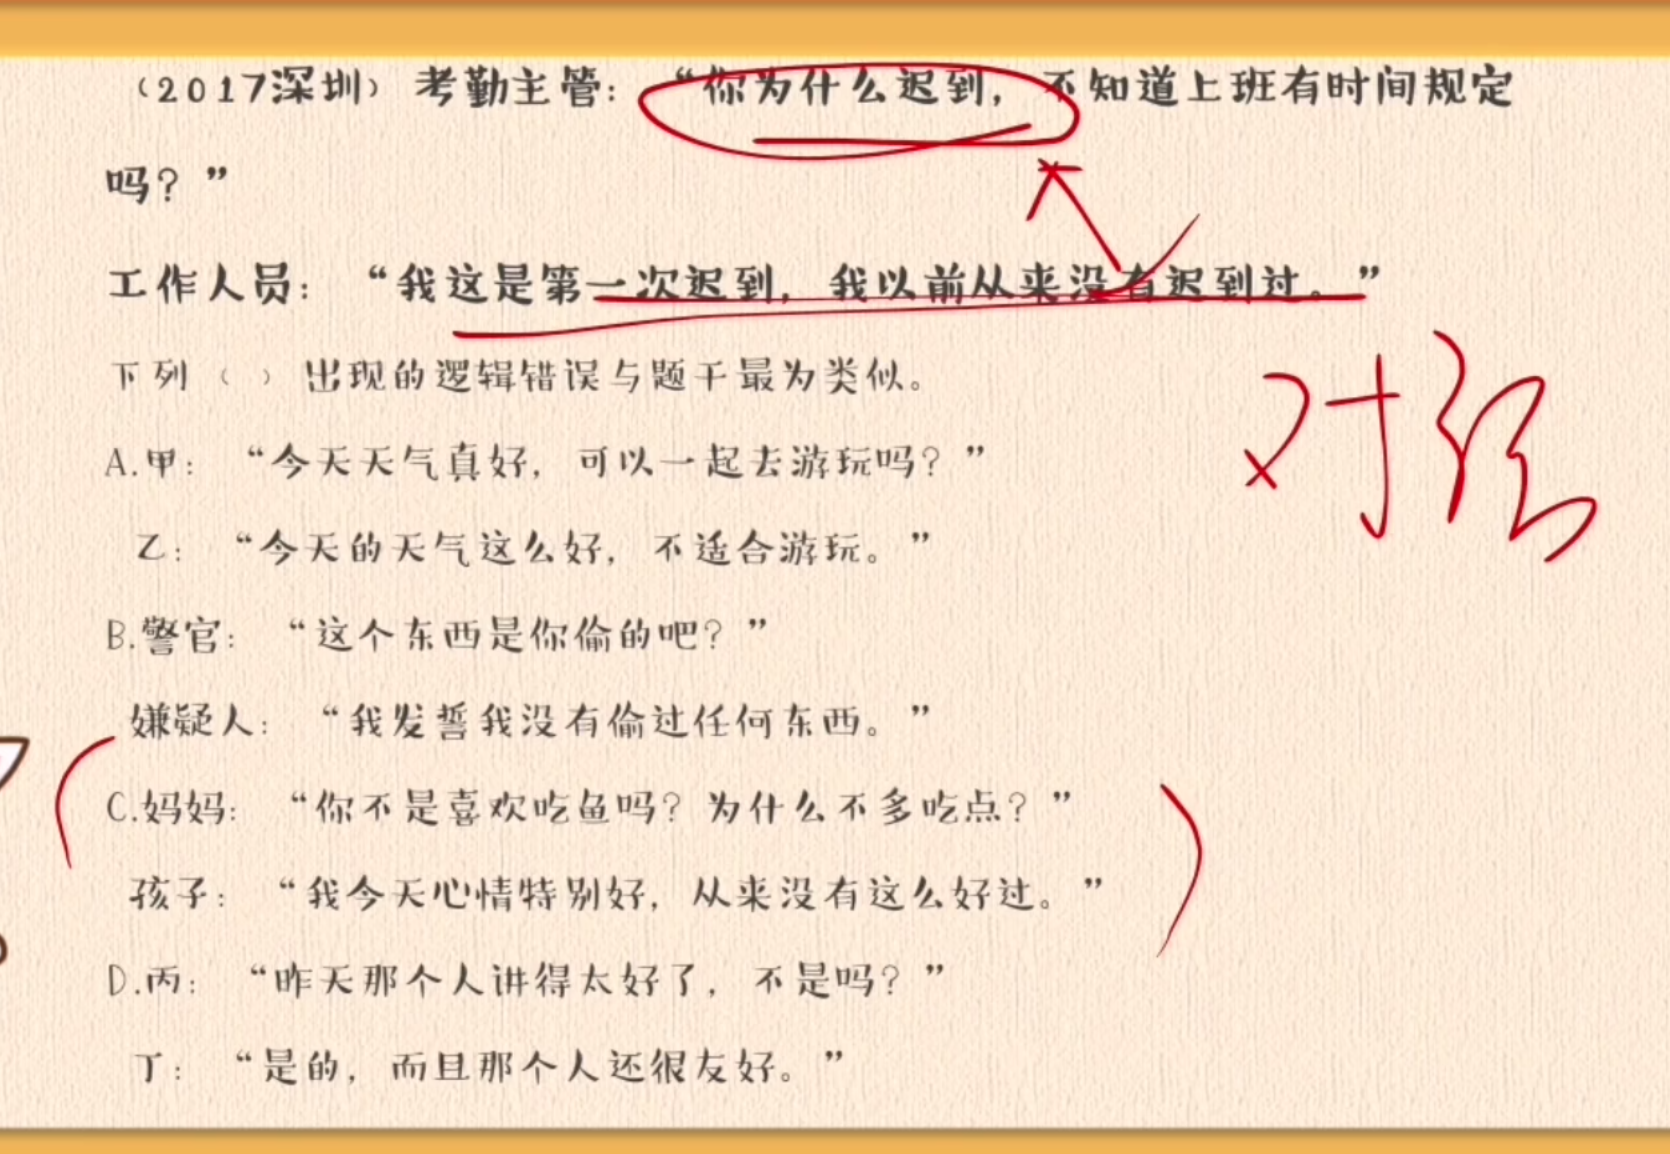 （2017深圳）考勤主管：“你为什么迟到，不知道上班有时间规定
吗？”
工作人员：“我这是第一次迟到，我以前从来没有迟到过。”
对话
下列（ ）出现的逻辑错误与题干最为类似。
A.甲：“今天天气真好，可以一起去游玩吗？”
乙：“今天的天气这么好，不适合游玩。”
B.警官：“这个东西是你偷的吧？”
嫌疑人：“我发誓我没有偷过任何东西。”
C.妈妈：“你不是喜欢吃鱼吗？为什么不多吃点？”
孩子：“我今天心情特别好，从来没有这么好过。”
D.丙：“昨天那个人讲得太好了，不是吗？”
丁：“是的，而且那个人还很友好。”